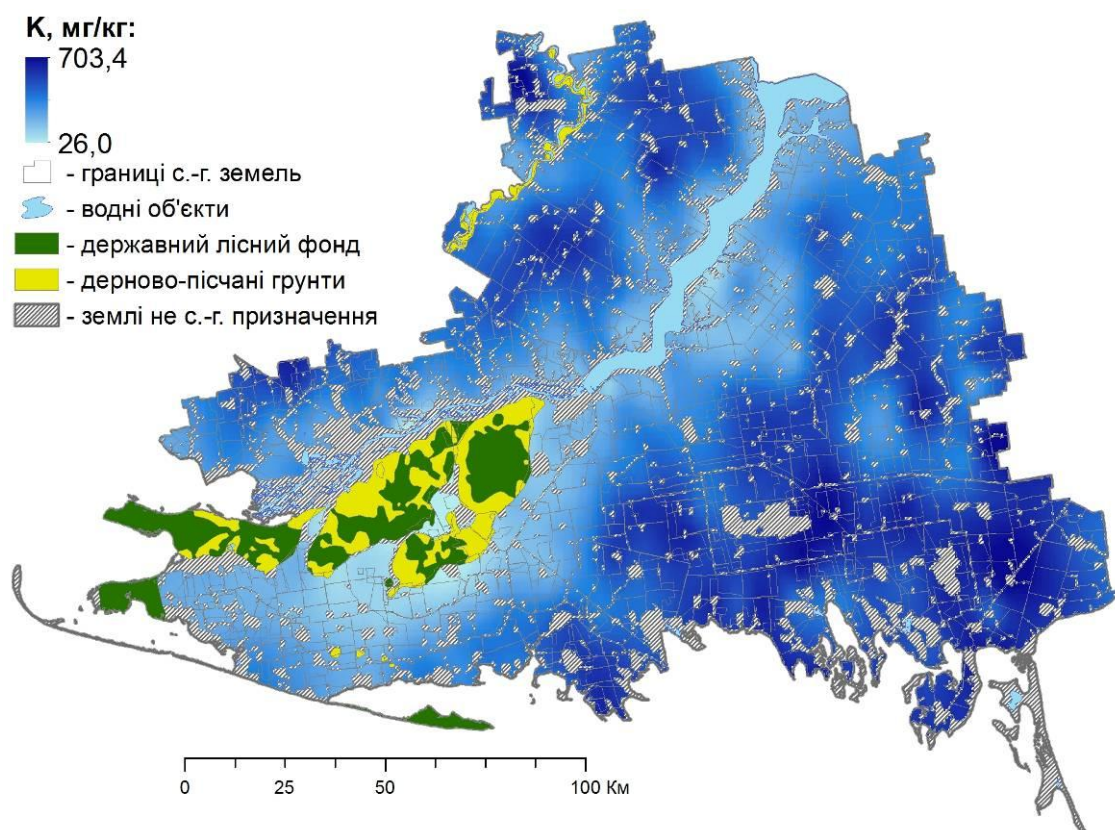 K, мг/кг:
703,4
26,0
- границі с.-г. земель
- водні об'єкти
- державний лісний фонд
- дерново-пісчані грунти
- землі не с.-г. призначення
0 25 50 100 Км